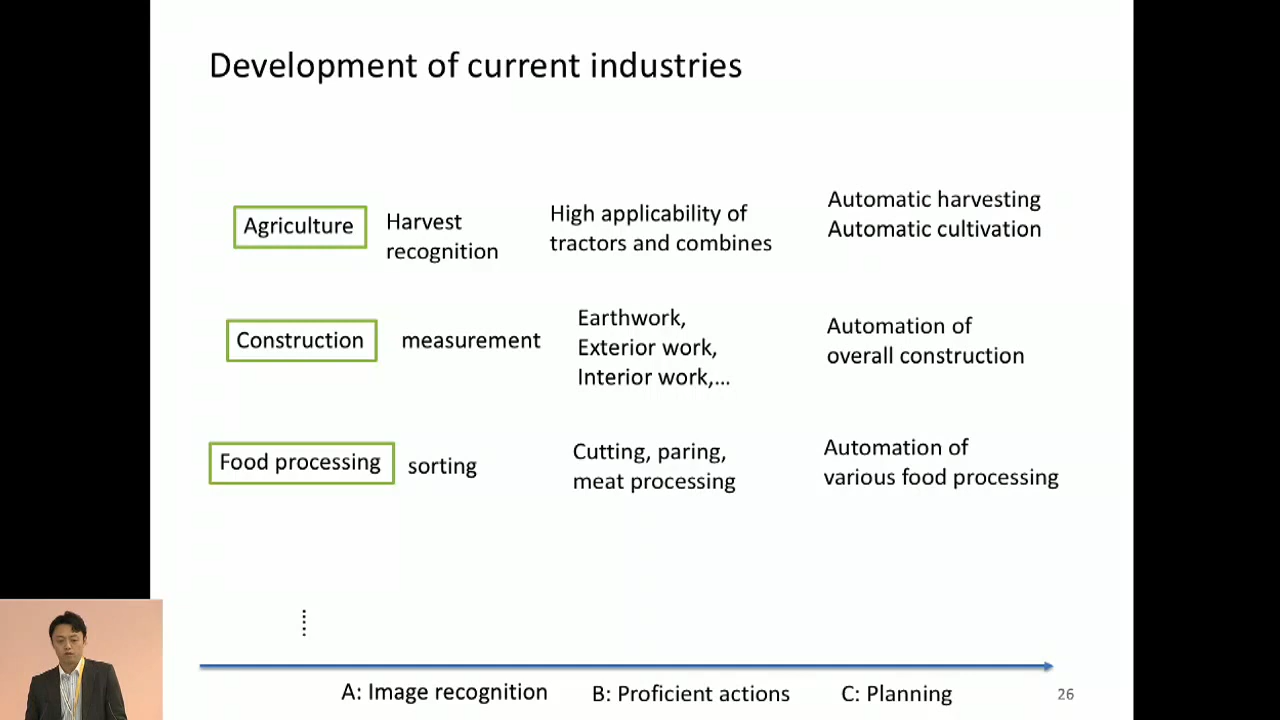 Development of current industries
Agriculture
Harvest
recognition
High applicability of
tractors and combines
Automatic harvesting
Automatic cultivation
Construction
measurement
Earthwork,
Exterior work,
Interior work,...
Automation of
overall construction
Food processing
sorting
Cutting, paring,
meat processing
Automation of
various food processing
A: Image recognition
B: Proficient actions
C: Planning
26